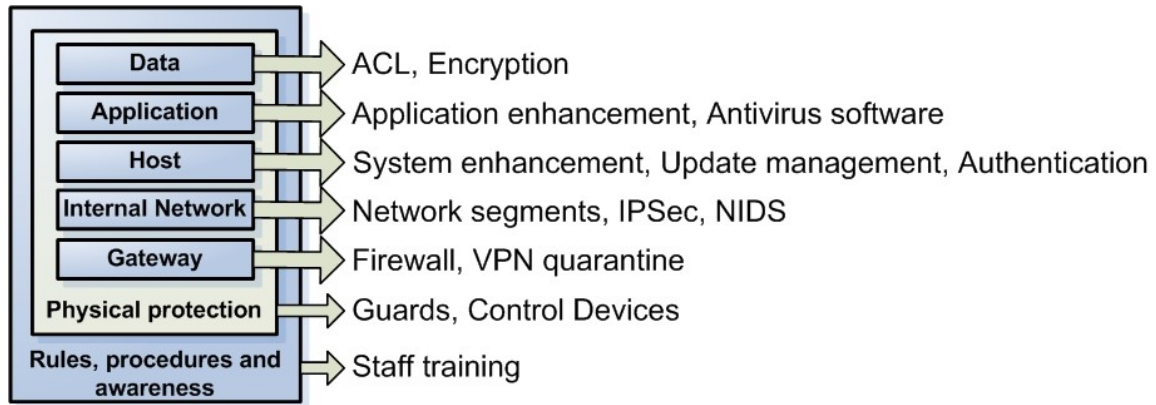 Data
ACL, Encryption
Application
Application enhancement, Antivirus software
Host
System enhancement, Update management, Authentication
Internal Network
Network segments, IPSec, NIDS
Gateway
Firewall, VPN quarantine
Physical protection
Guards, Control Devices
Rules, procedures and
awareness
Staff training